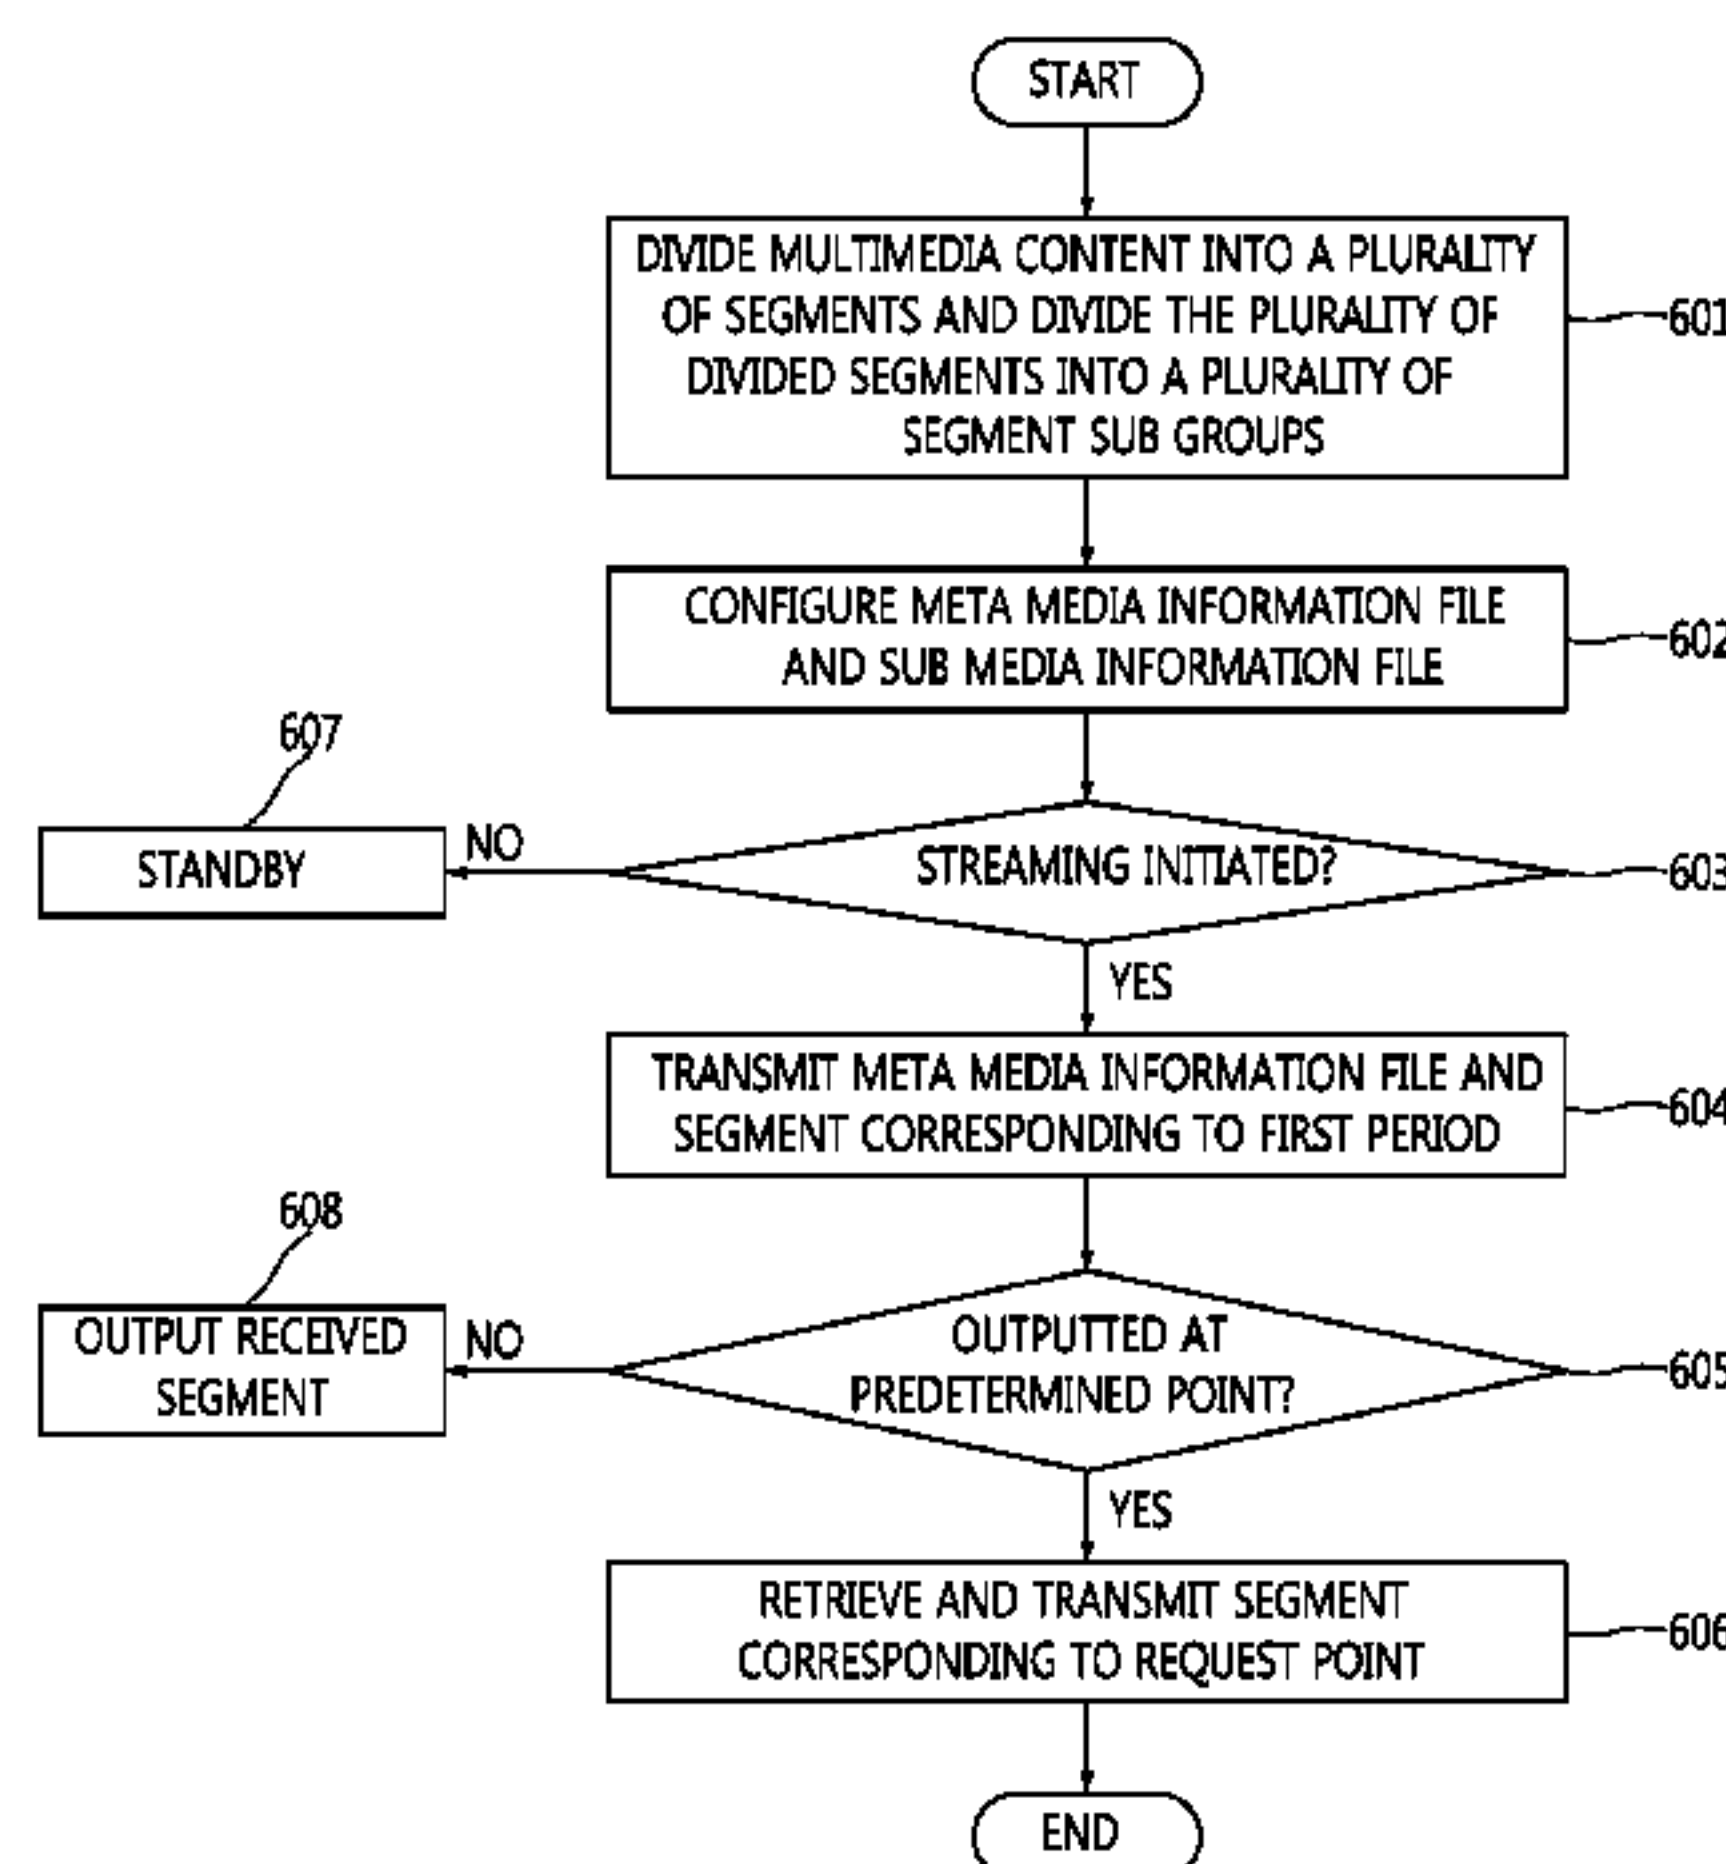 START
DIVIDE MULTIMEDIA CONTENT INTO A PLURALITY
OF SEGMENTS AND DIVIDE THE PLURALITY OF
DIVIDED SEGMENTS INTO A PLURALITY OF
SEGMENT SUB GROUPS
601
CONFIGURE META MEDIA INFORMATION FILE
AND SUB MEDIA INFORMATION FILE
602
607
STANDBY
NO
STREAMING INITIATED?
603
YES
TRANSMIT META MEDIA INFORMATION FILE AND
SEGMENT CORRESPONDING TO FIRST PERIOD
604
608
OUTPUT RECEIVED
SEGMENT
NO
OUTPUTTED AT
PREDETERMINED POINT?
605
YES
RETRIEVE AND TRANSMIT SEGMENT
CORRESPONDING TO REQUEST POINT
606
END